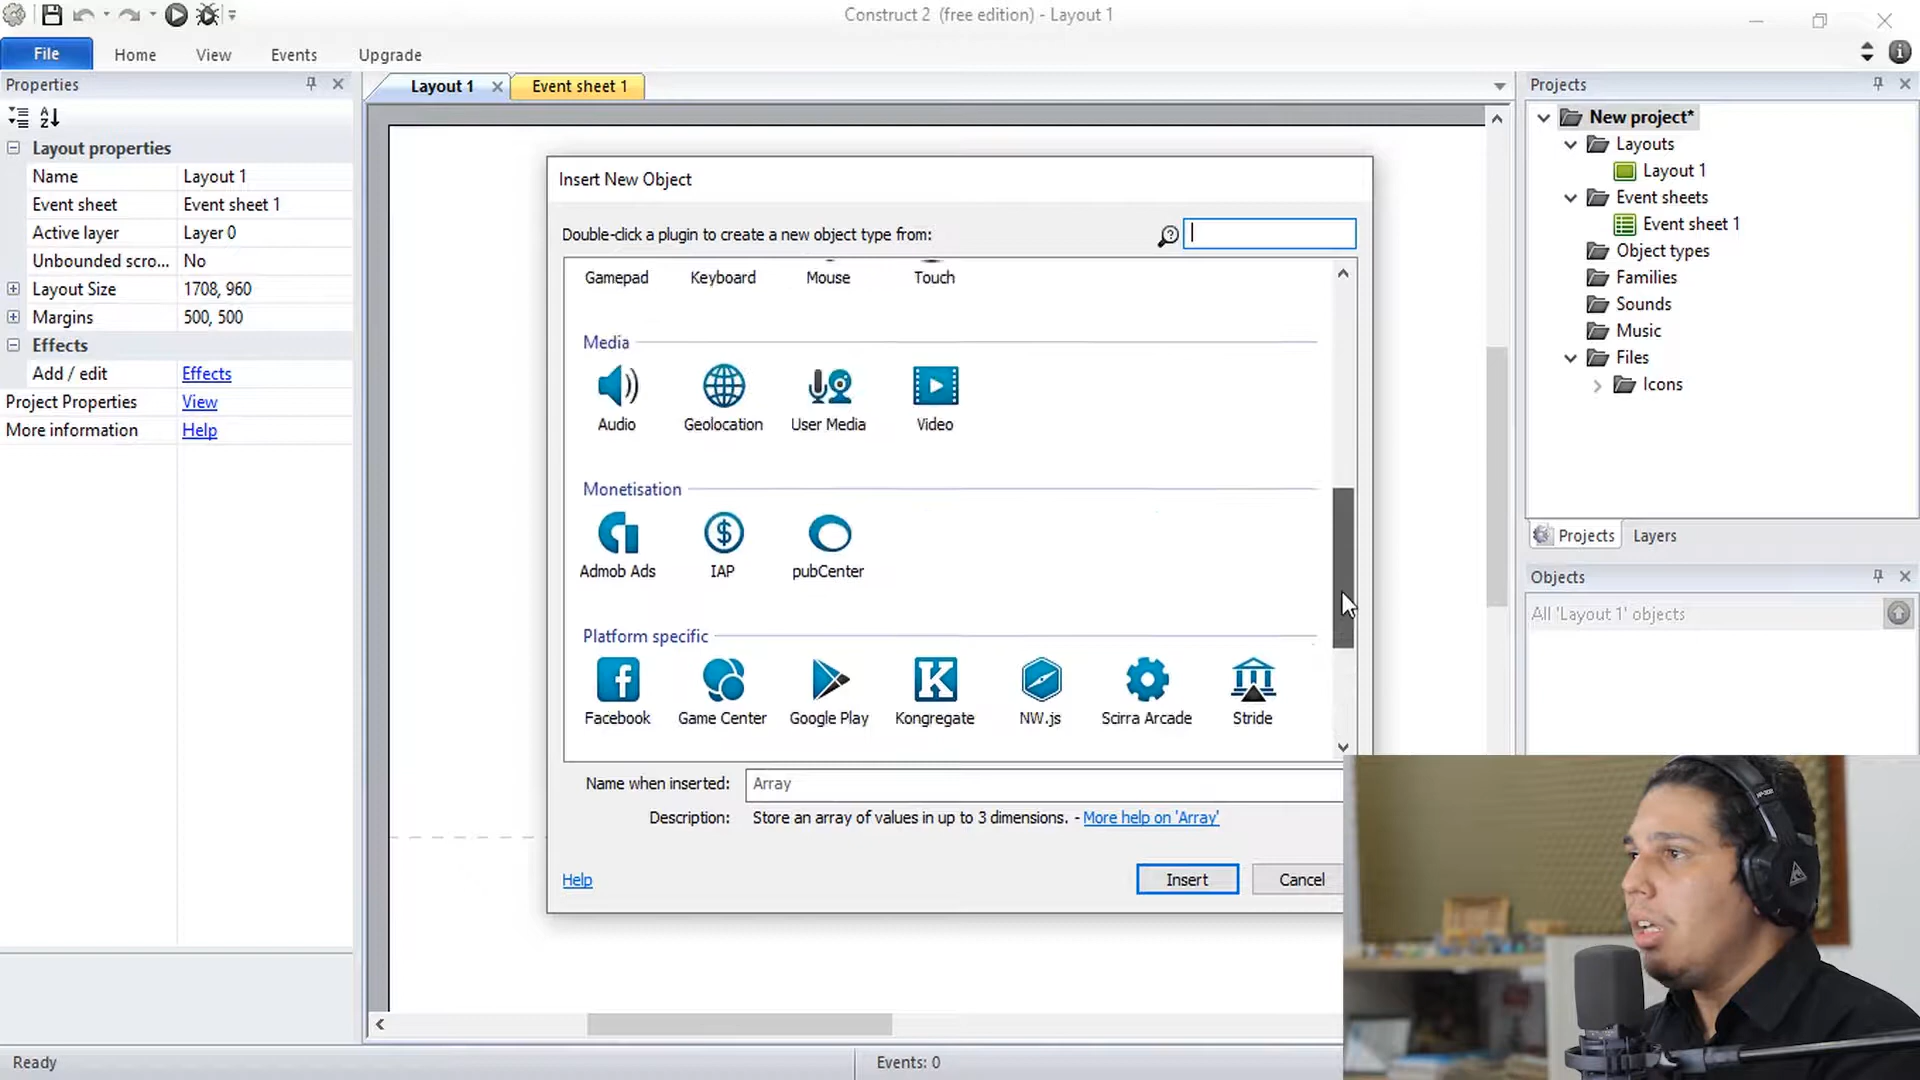 Construct 2  (free edition) - Layout 1
File
Home
View
Events
Upgrade
Properties
Layout properties
Name
Layout 1
Event sheet
Event sheet 1
Active layer
Layer 0
Unbounded scro...
No
Layout Size
1708, 960
Margins
500, 500
Effects
Add / edit
Effects
Project Properties
View
More information
Help
Layout 1
Event sheet 1
Insert New Object
Double-click a plugin to create a new object type from:
Gamepad
Keyboard
Mouse
Touch
Media
Audio
Geolocation
User Media
Video
Monetisation
Admob Ads
IAP
pubCenter
Platform specific
Facebook
Game Center
Google Play
Kongregate
NW.js
Scirra Arcade
Stride
Name when inserted:
Array
Description:
Store an array of values in up to 3 dimensions. - More help on 'Array'
Help
Insert
Cancel
Projects
New project*
Layouts
Layout 1
Event sheets
Event sheet 1
Object types
Families
Sounds
Music
Files
Icons
Projects
Layers
Objects
All 'Layout 1' objects
Ready
Events: 0